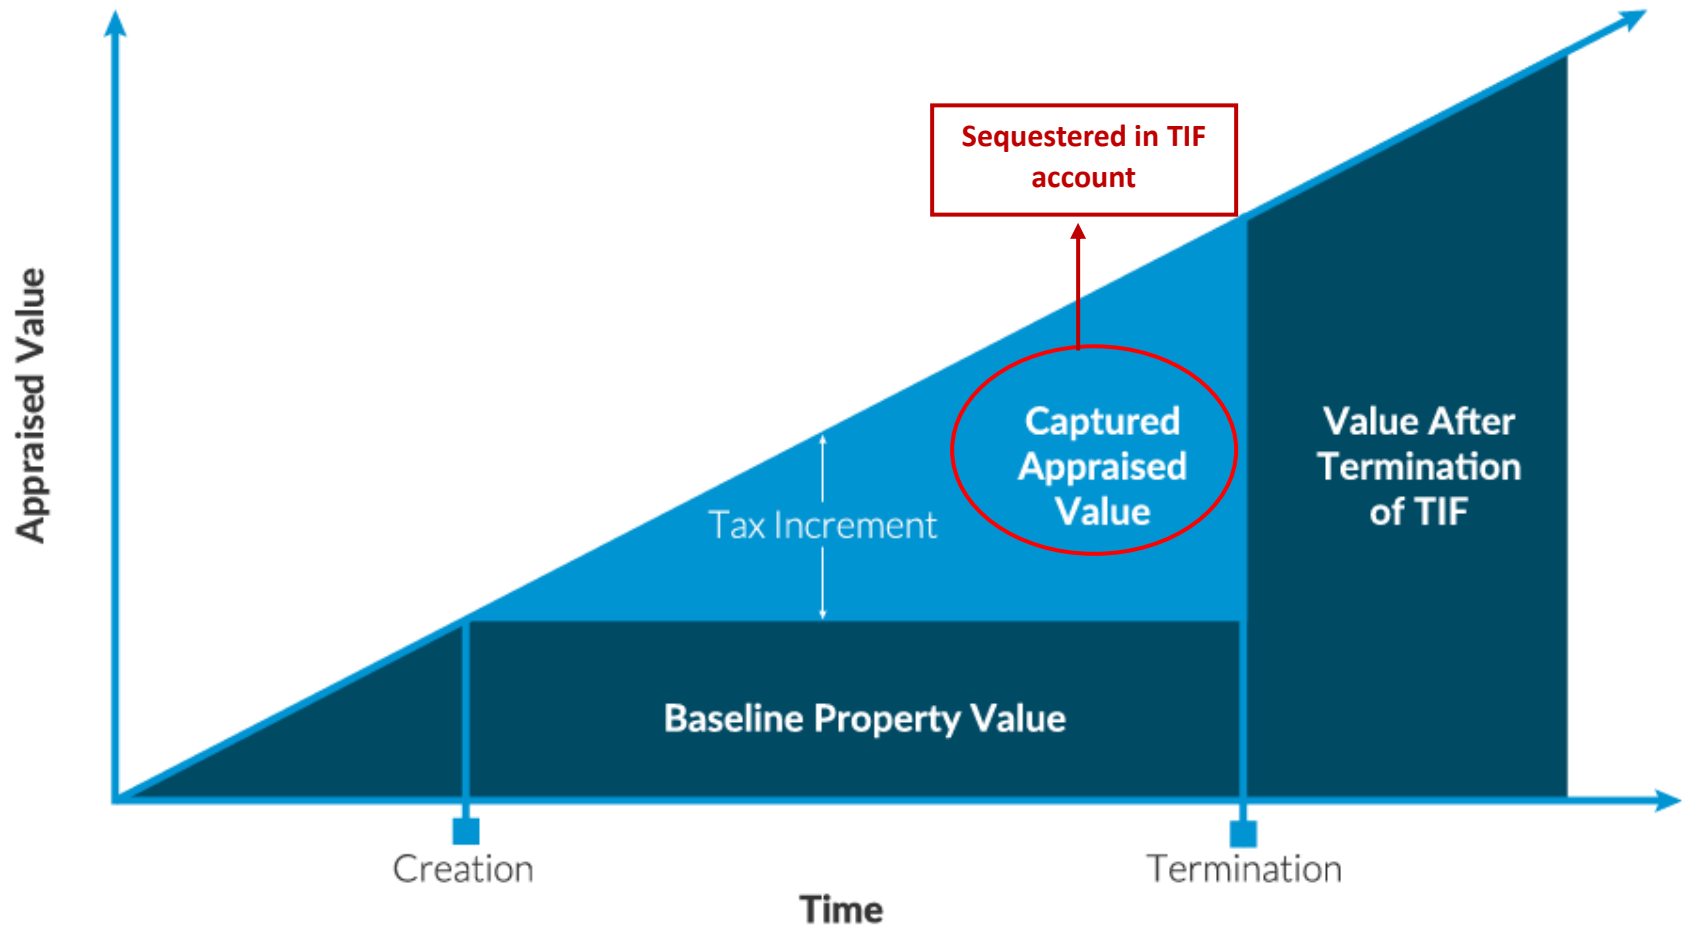 Sequestered in TIF
account
Appraised Value
Captured
Appraised
Value
Value After
Termination
of TIF
Tax Increment
Baseline Property Value
Creation
Termination
Time